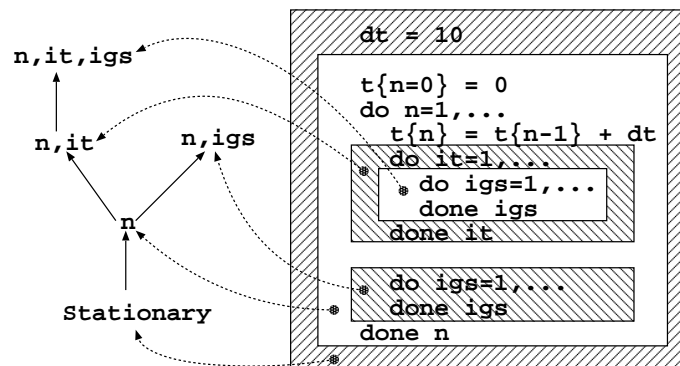 n,it,igs
n,it
n,igs
n
Stationary
dt = 10
t{n=0} = 0
do n=1,...
t{n} = t{n-1} + dt
do it=1,...
do igs=1,...
done igs
done it
do igs=1,...
done igs
done n